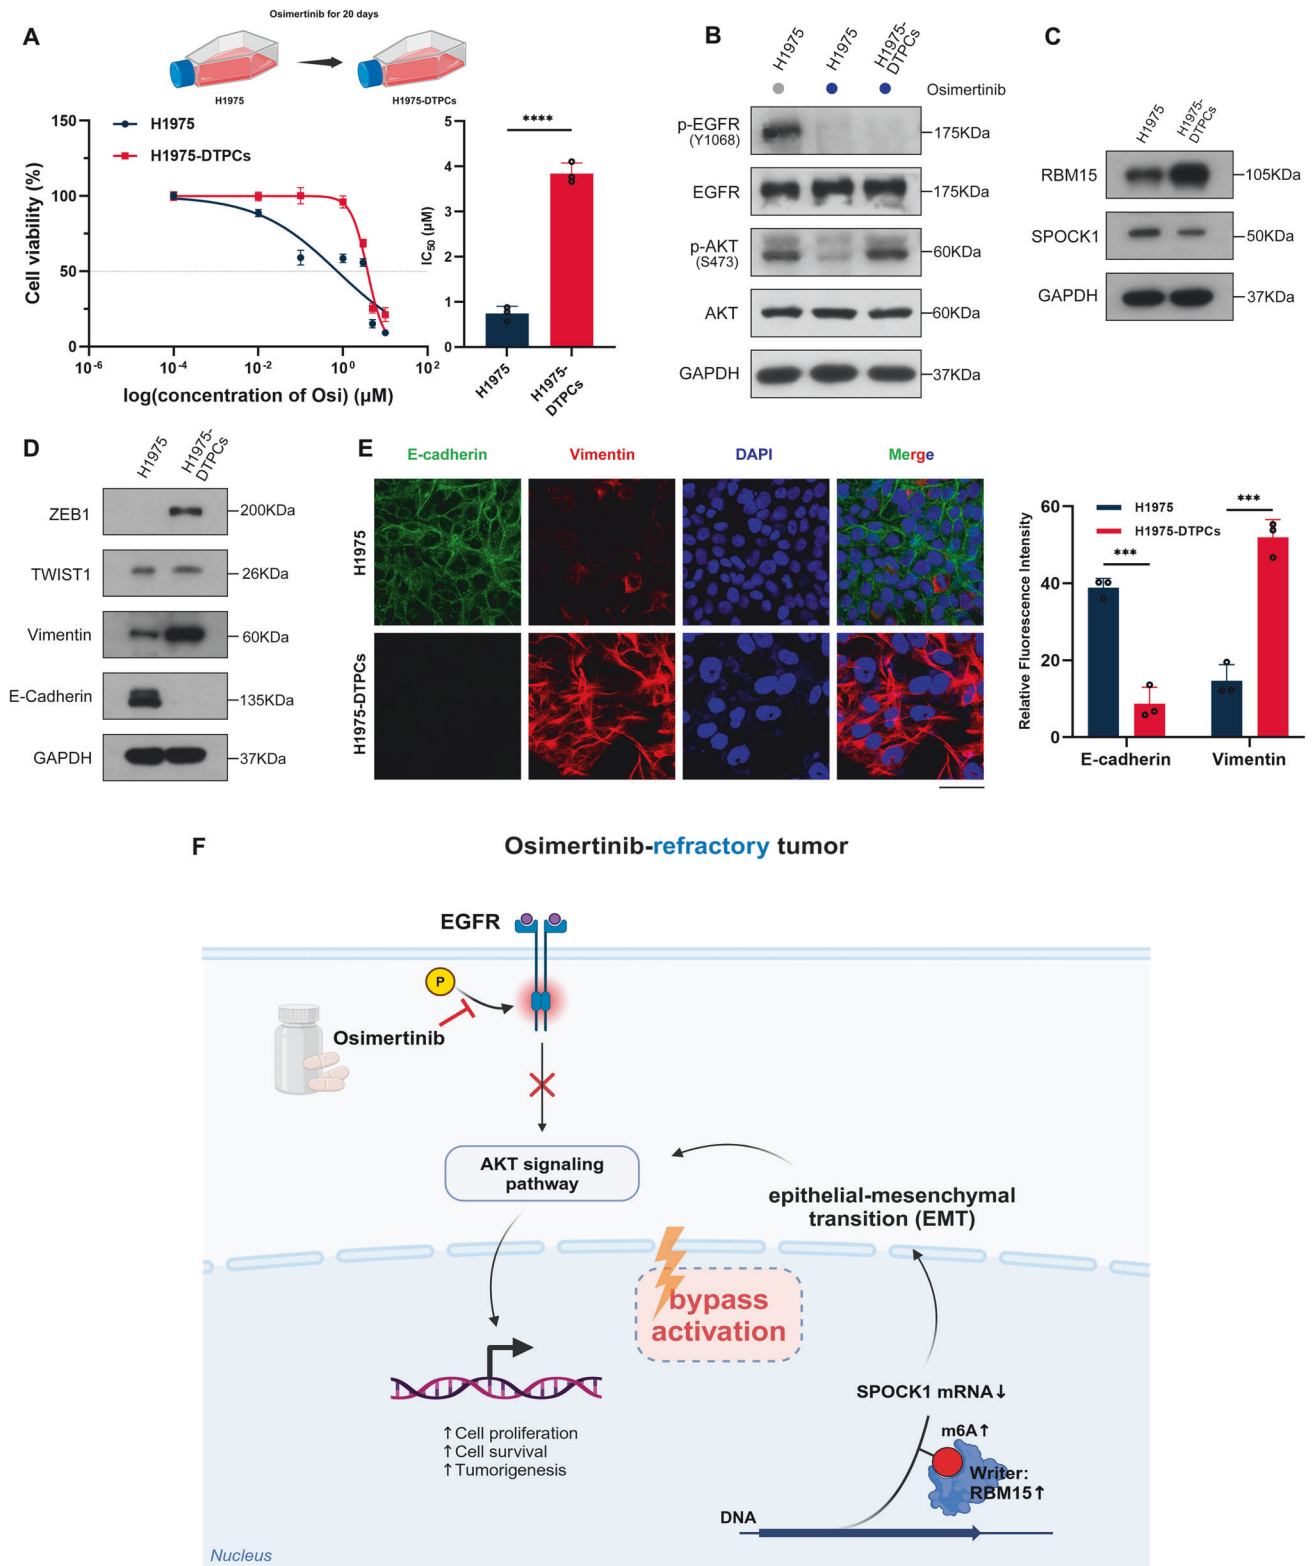 A
Osimertinib for 20 days
H1975
H1975-DTPCs
H1975
H1975-DTPCs
Cell viability (%)
150
100
50
0
10-6
10-4
10-2
100
102
log(concentration of Osi) (μM)
****
IC50 (μM)
5
4
3
2
1
0
H1975
H1975-
DTPCs
B
H1975
H1975
H1975-
DTPCs
Osimertinib
p-EGFR
(Y1068)
175KDa
EGFR
175KDa
p-AKT
(S473)
60KDa
AKT
60KDa
GAPDH
37KDa
C
H1975
H1975-
DTPCs
RBM15
105KDa
SPOCK1
50KDa
GAPDH
37KDa
D
H1975
H1975-
DTPCs
ZEB1
200KDa
TWIST1
26KDa
Vimentin
60KDa
E-Cadherin
135KDa
GAPDH
37KDa
E
E-cadherin
Vimentin
DAPI
Merge
H1975
H1975-DTPCs
Relative Fluorescence Intensity
60
40
20
0
H1975
H1975-DTPCs
***
***
E-cadherin
Vimentin
F
Osimertinib-refractory tumor
EGFR
P
Osimertinib
AKT signaling
pathway
epithelial-mesenchymal
transition (EMT)
bypass
activation
SPOCK1 mRNA↓
m6A↑
Writer:
RBM15↑
↑Cell proliferation
↑Cell survival
↑Tumorigenesis
DNA
Nucleus